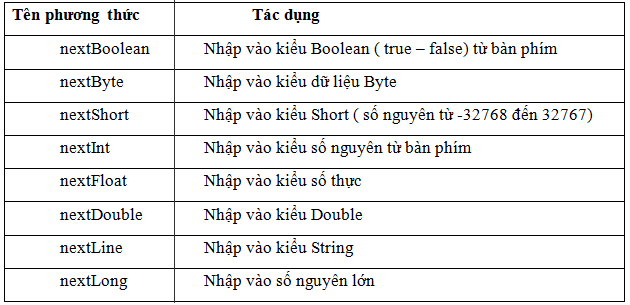 Tên phương thức Tác dụng
nextBoolean Nhập vào kiểu Boolean ( true – false) từ bàn phím
nextByte Nhập vào kiểu dữ liệu Byte
nextShort Nhập vào kiểu Short ( số nguyên từ -32768 đến 32767)
nextInt Nhập vào kiểu số nguyên từ bàn phím
nextFloat Nhập vào kiểu số thực
nextDouble Nhập vào kiểu Double
nextLine Nhập vào kiểu String
nextLong Nhập vào số nguyên lớn